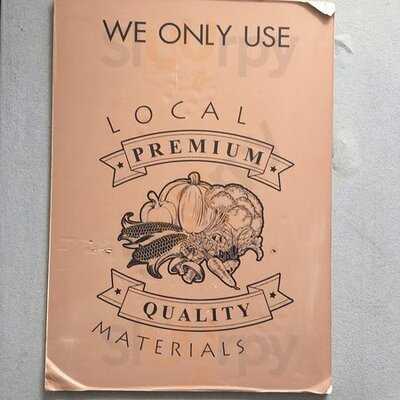 WE ONLY USE
LOCAL
PREMIUM
QUALITY
MATERIALS